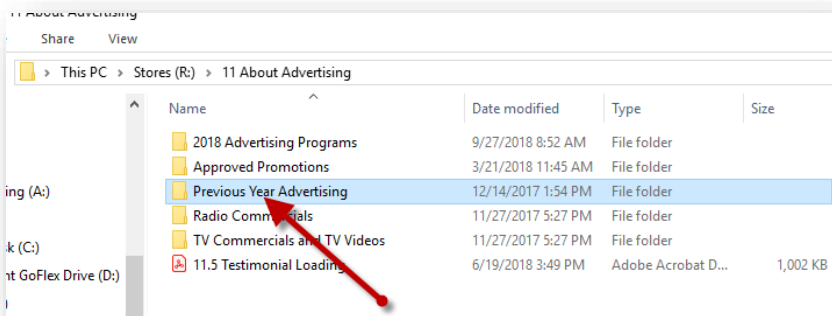 11 About Advertising
Share View
This PC > Stores (R:) > 11 About Advertising
Name Date modified Type Size
2018 Advertising Programs 9/27/2018 8:52 AM File folder
Approved Promotions 3/21/2018 11:45 AM File folder
ing (A:) Previous Year Advertising 12/14/2017 1:54 PM File folder
Radio Commercials 11/27/2017 5:27 PM File folder
sk (C:) TV Commercials and TV Videos 11/27/2017 5:27 PM File folder
11.5 Testimonial Loading 6/19/2018 3:49 PM Adobe Acrobat D... 1,002 KB
nt GoFlex Drive (D:)